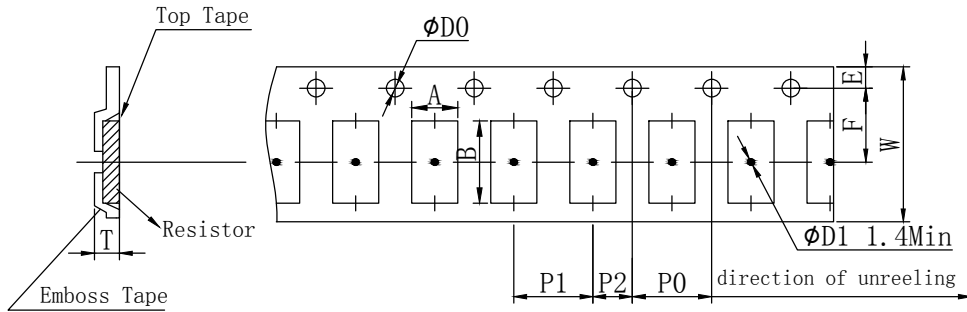 Top Tape
ΦD0
A
E
F
W
B
Resistor
T
ΦD1 1.4Min
P1
P2
P0
direction of unreeling
Emboss Tape